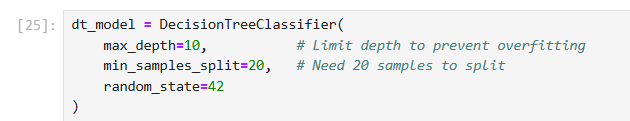 [25]: dt_model = DecisionTreeClassifier(
    max_depth=10,           # Limit depth to prevent overfitting
    min_samples_split=20,   # Need 20 samples to split
    random_state=42
)